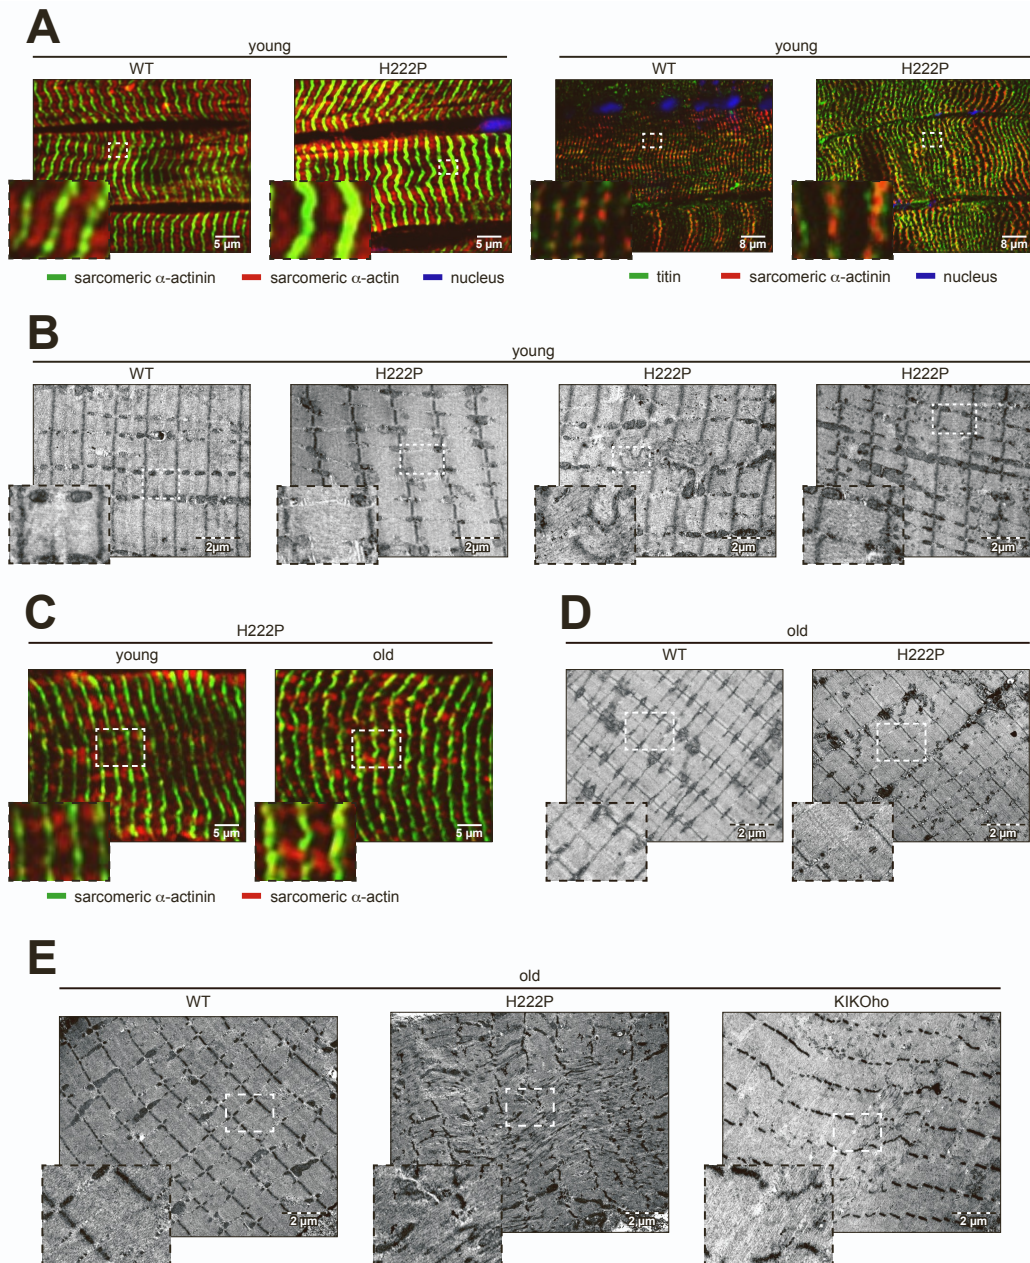 A
young
young
WT
H222P
WT
H222P
5 µm
5 µm
8 µm
8 µm
sarcomeric α-actinin
sarcomeric α-actin
nucleus
titin
sarcomeric α-actinin
nucleus
B
young
WT
H222P
H222P
H222P
2µm
2µm
2µm
2µm
C
D
H222P
old
young
old
WT
H222P
5 µm
5 µm
2 µm
2 µm
sarcomeric α-actinin
sarcomeric α-actin
E
old
WT
H222P
KIKOho
2 µm
2 µm
2 µm